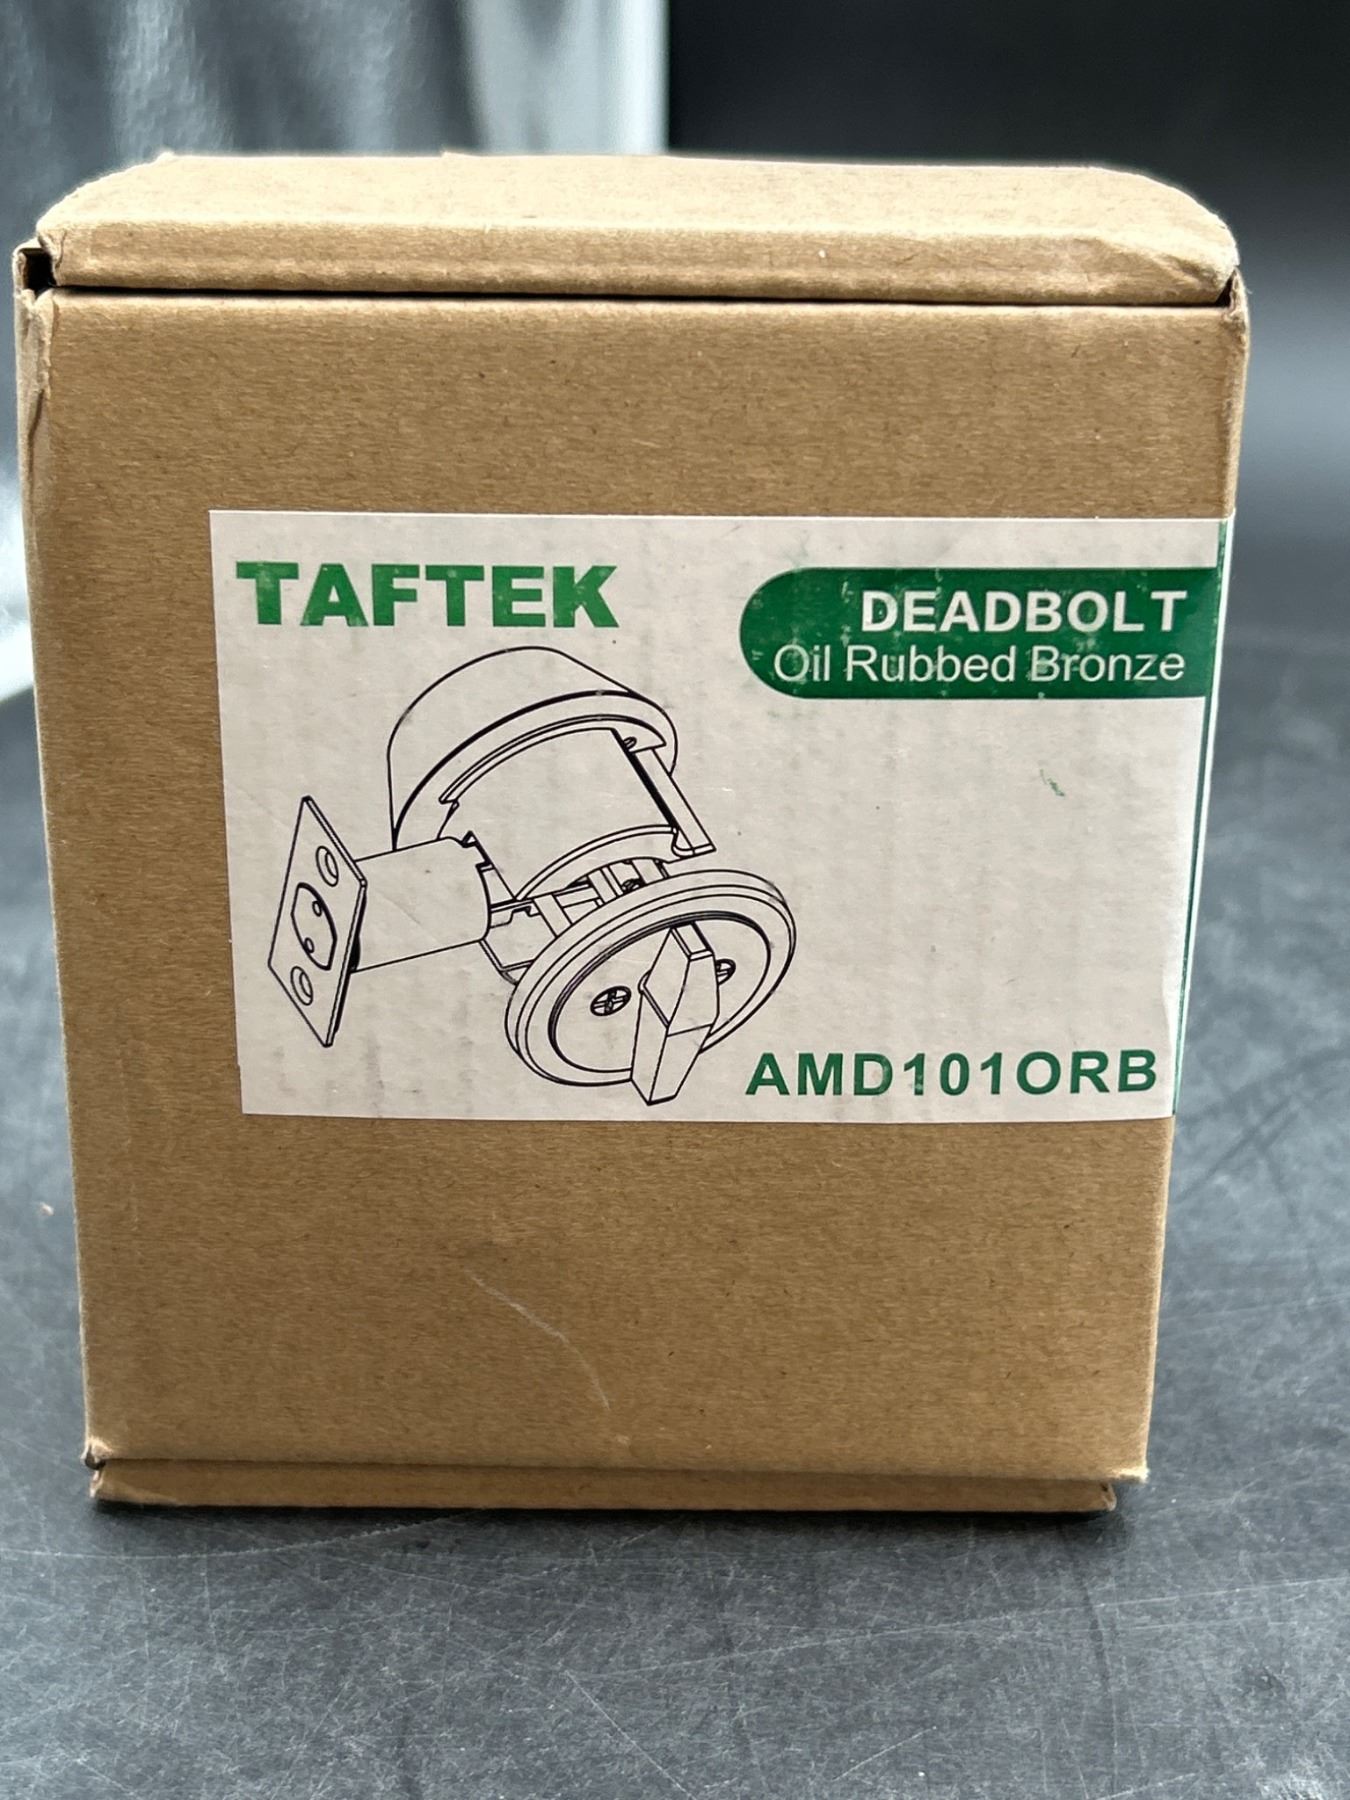 TAFTEK
DEADBOLT
Oil Rubbed Bronze
AMD101ORB